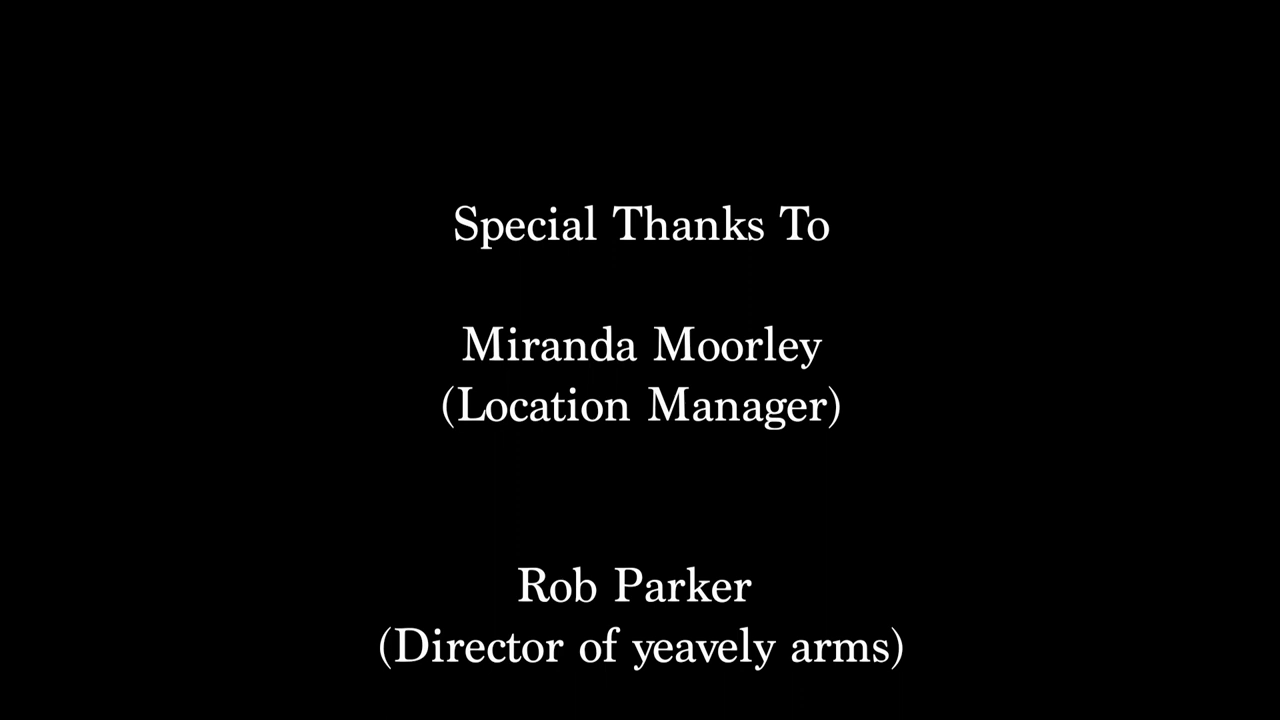 Special Thanks To
Miranda Moorley
(Location Manager)
Rob Parker
(Director of yeavely arms)